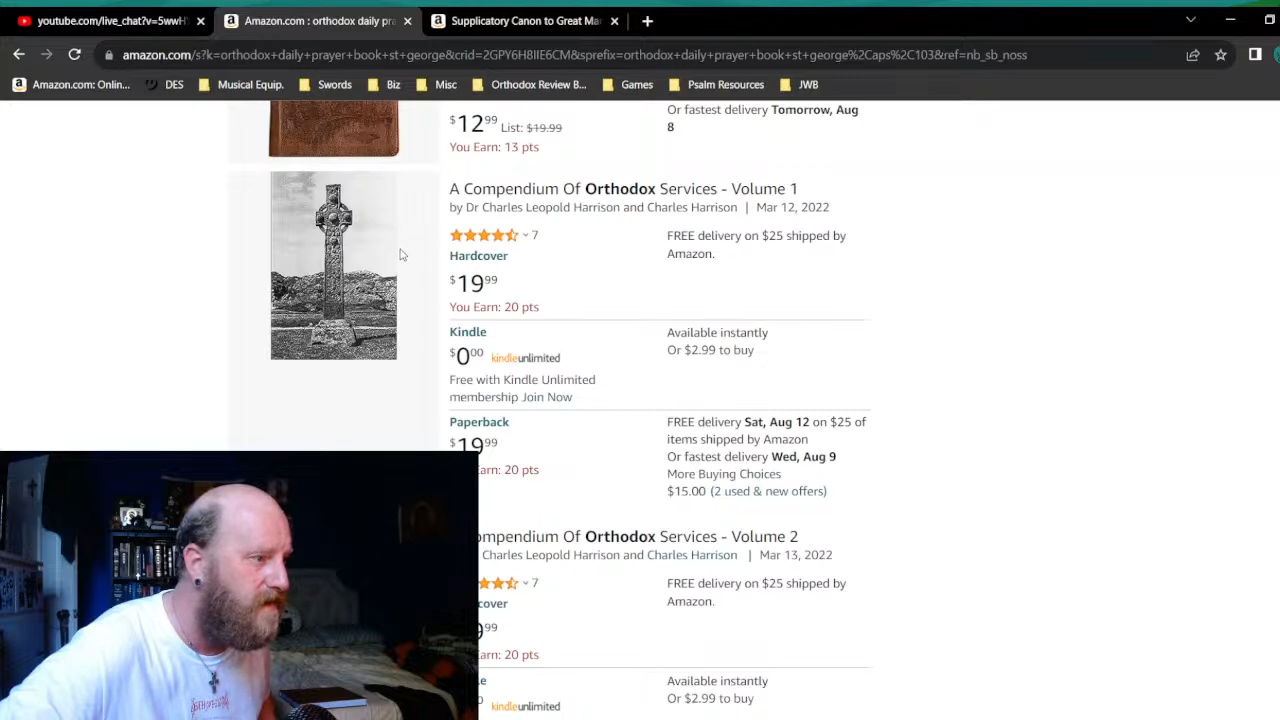 youtube.com/live_chat?v=5wwH
Amazon.com : orthodox daily pra
Supplicatory Canon to Great Ma
amazon.com/s?k=orthodox+daily+prayer+book+st+george&crid=2GPY6H8IIE6CM&sprefix=orthodox+daily+prayer+book+st+george%2Caps%2C103&ref=nb_sb_noss
Amazon.com: Onlin...
DES
Musical Equip.
Swords
Biz
Misc
Orthodox Review B...
Games
Psalm Resources
JWB
Or fastest delivery Tomorrow, Aug
8
$12.99 List: $19.99
You Earn: 13 pts
A Compendium Of Orthodox Services - Volume 1
by Dr Charles Leopold Harrison and Charles Harrison | Mar 12, 2022
7
FREE delivery on $25 shipped by
Amazon.
Hardcover
$19.99
You Earn: 20 pts
Kindle
$0.00 kindleunlimited
Free with Kindle Unlimited
membership Join Now
Available instantly
Or $2.99 to buy
Paperback
$19.99
Earn: 20 pts
FREE delivery Sat, Aug 12 on $25 of
items shipped by Amazon
Or fastest delivery Wed, Aug 9
More Buying Choices
$15.00 (2 used & new offers)
ompendium Of Orthodox Services - Volume 2
Charles Leopold Harrison and Charles Harrison | Mar 13, 2022
7
FREE delivery on $25 shipped by
Amazon.
cover
99
arn: 20 pts
Available instantly
Or $2.99 to buy
kindleunlimited